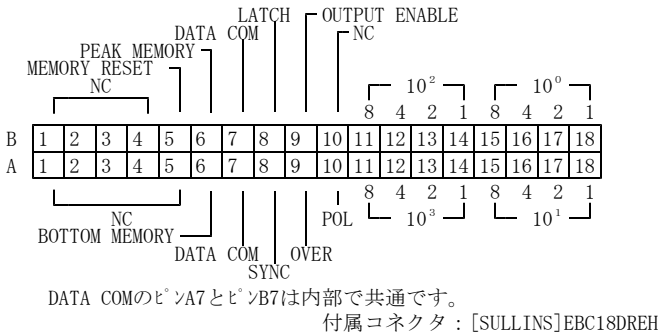 LATCH OUTPUT ENABLE
DATA COM NC
PEAK MEMORY
MEMORY RESET
NC
10² 10⁰
8 4 2 1 8 4 2 1
B 1 2 3 4 5 6 7 8 9 10 11 12 13 14 15 16 17 18
A 1 2 3 4 5 6 7 8 9 10 11 12 13 14 15 16 17 18
8 4 2 1 8 4 2 1
NC POL 10³ 10¹
BOTTOM MEMORY
DATA COM OVER
SYNC
DATA COMのﾋﾟﾝA7とﾋﾟﾝB7は内部で共通です。
付属コネクタ：[SULLINS]EBC18DREH